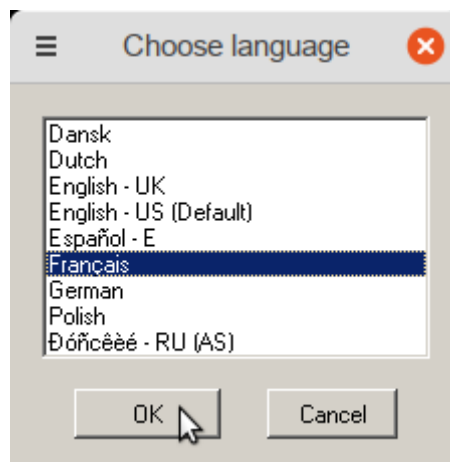 Choose language
Dansk
Dutch
English - UK
English - US (Default)
Español - E
Français
German
Polish
Ðóñcêèé - RU (AS)
OK
Cancel